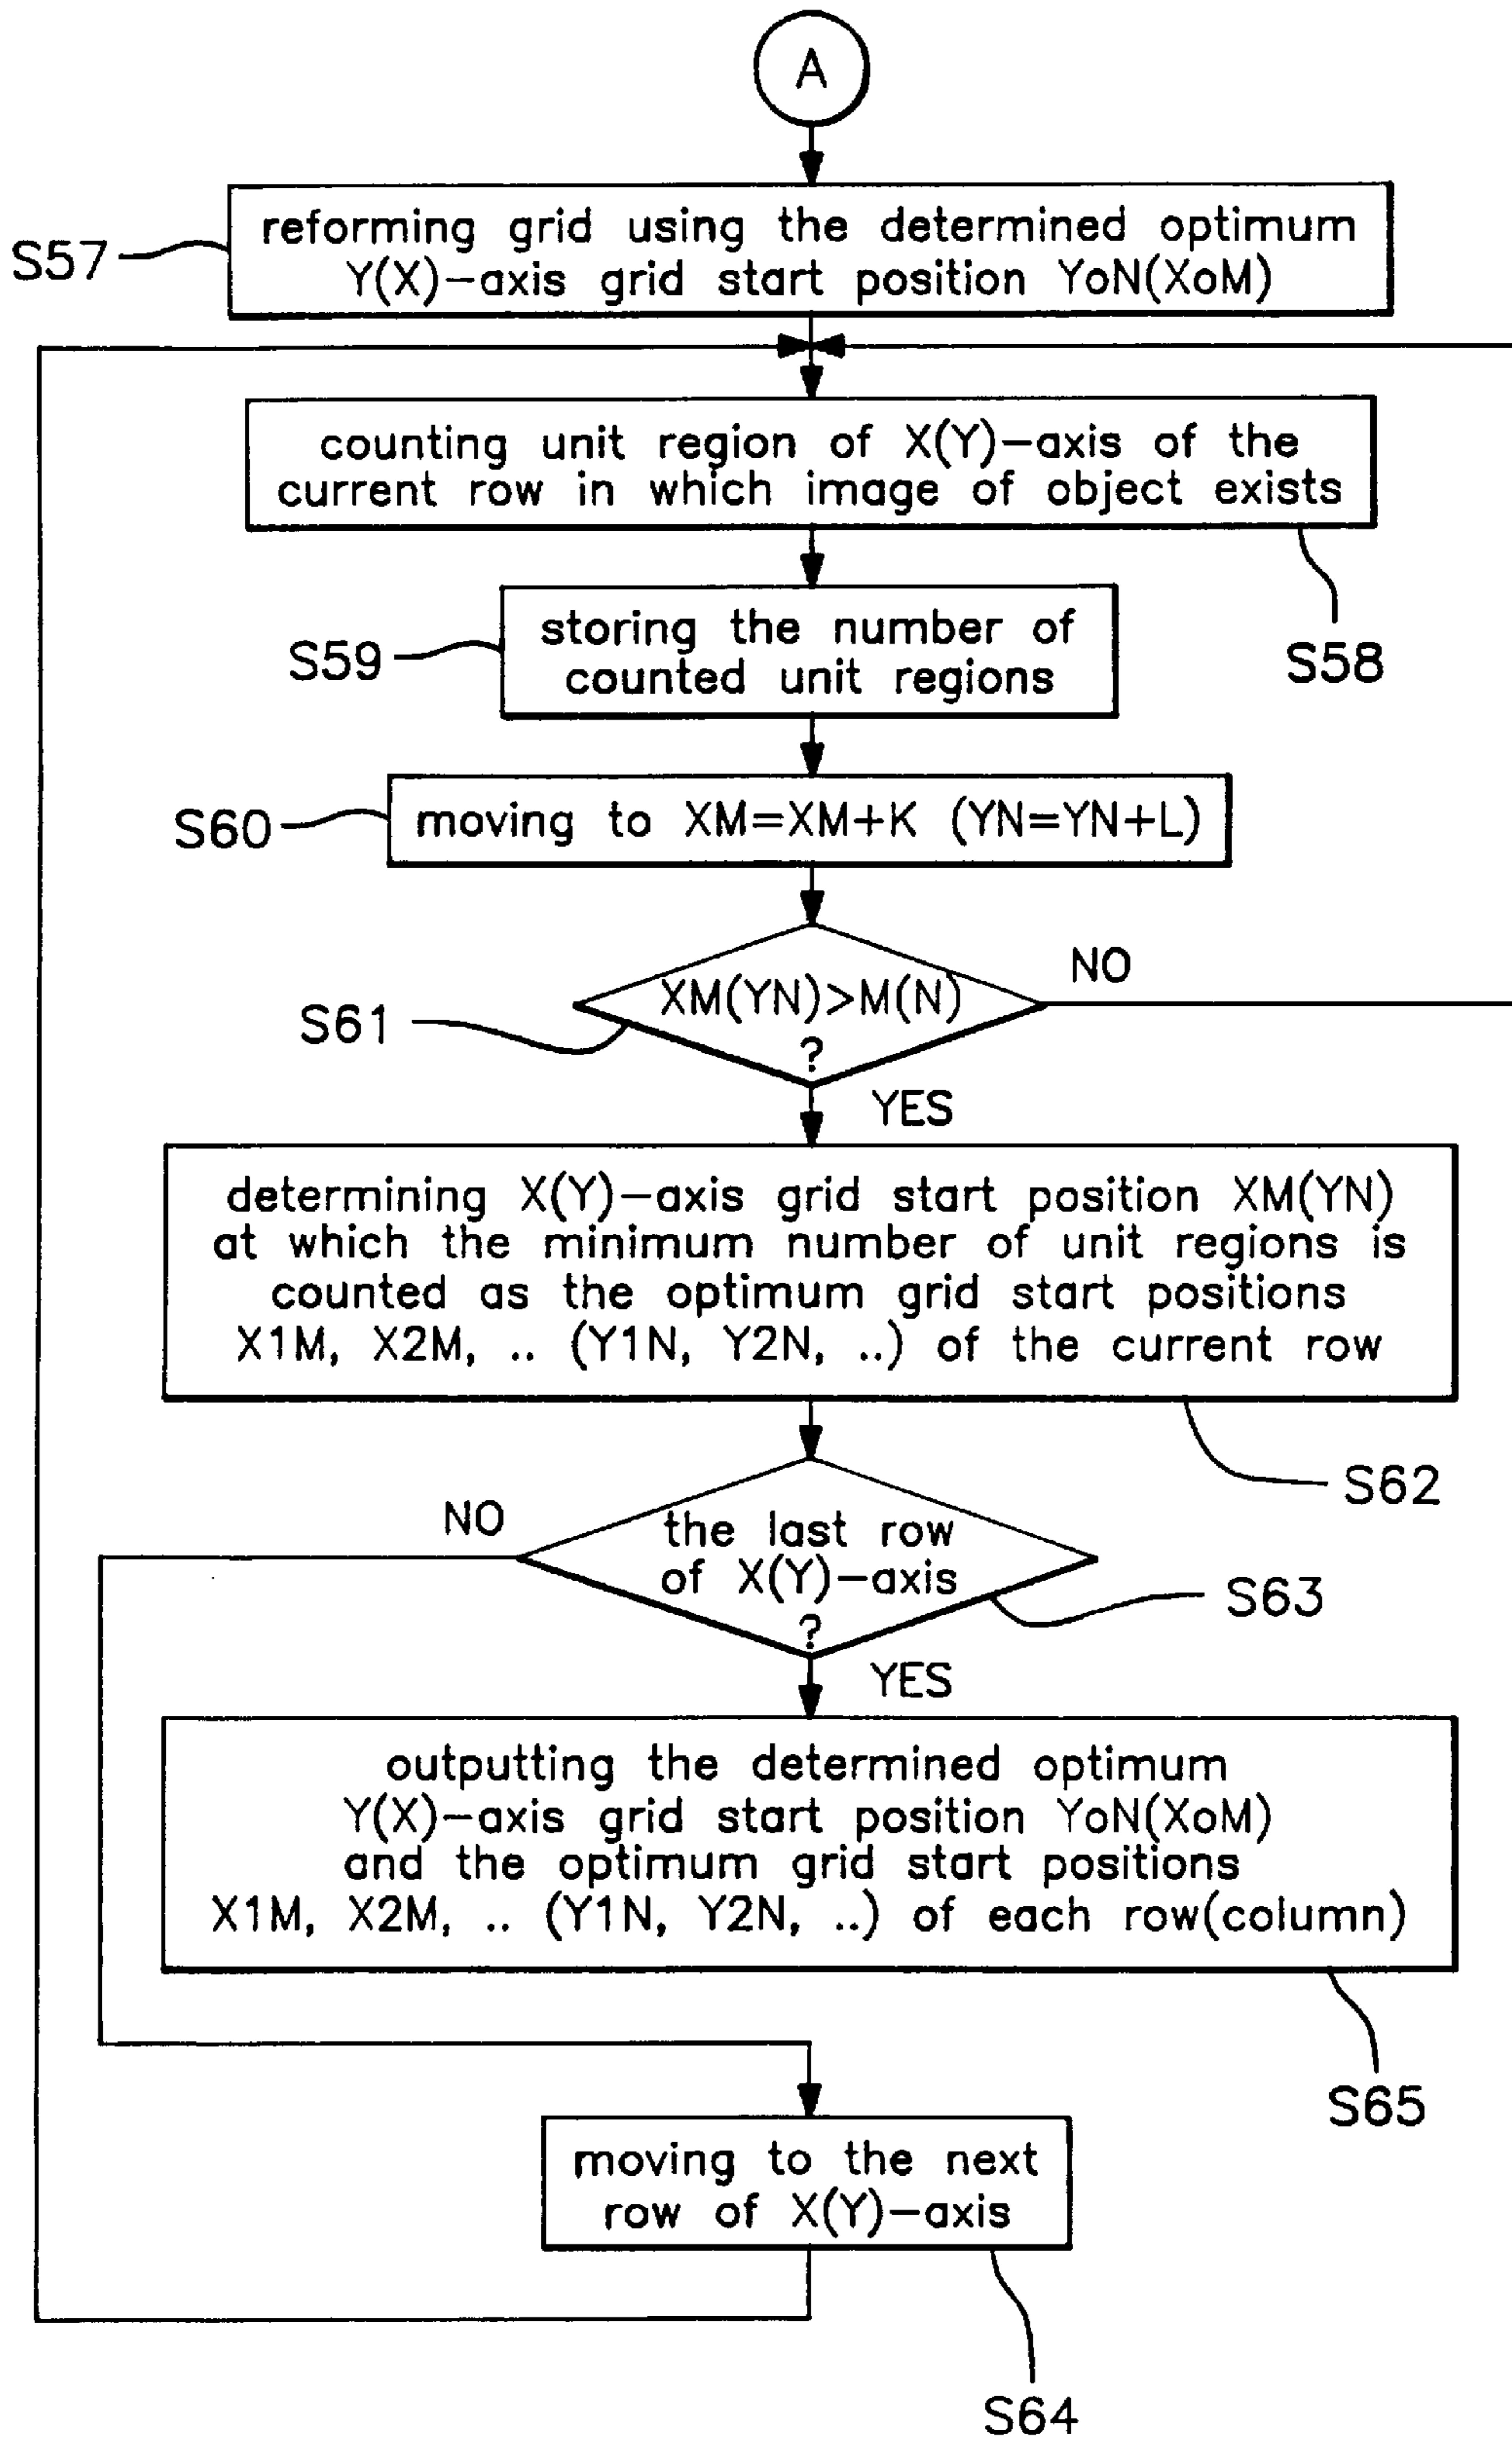 A
reforming grid using the determined optimum
Y(X)-axis grid start position YoN(XoM)
S57
counting unit region of X(Y)-axis of the
current row in which image of object exists
S58
storing the number of
counted unit regions
S59
moving to XM=XM+K (YN=YN+L)
S60
XM(YN)>M(N)
?
NO
S61
YES
determining X(Y)-axis grid start position XM(YN)
at which the minimum number of unit regions is
counted as the optimum grid start positions
X1M, X2M, .. (Y1N, Y2N, ..) of the current row
S62
NO
the last row
of X(Y)-axis
?
S63
YES
outputting the determined optimum
Y(X)-axis grid start position YoN(XoM)
and the optimum grid start positions
X1M, X2M, .. (Y1N, Y2N, ..) of each row(column)
S65
moving to the next
row of X(Y)-axis
S64